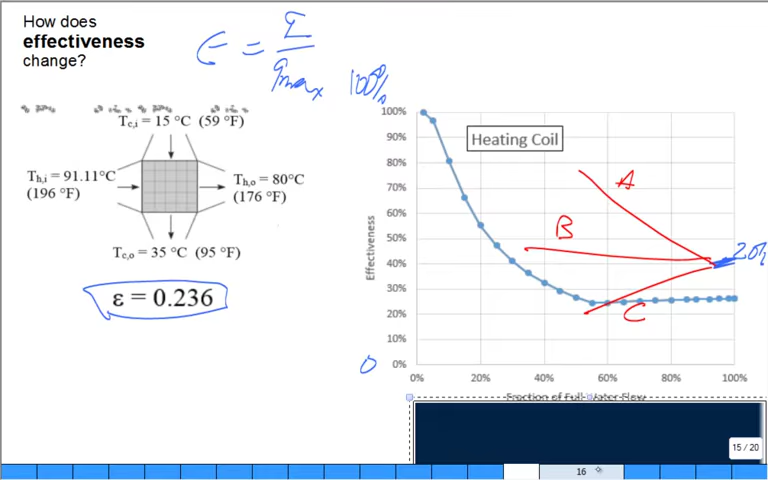 How does
effectiveness
change?
ϵ = q / qmax 100%
Tc,i = 15 °C (59 °F)
Th,i = 91.11°C
(196 °F)
Th,o = 80°C
(176 °F)
Tc,o = 35 °C (95 °F)
ε = 0.236
Heating Coil
Effectiveness
100%
90%
80%
70%
60%
50%
40%
30%
20%
10%
0%
0
A
B
C
0%
20%
40%
60%
80%
100%
Fraction of Full Water Flow
15 / 20
16